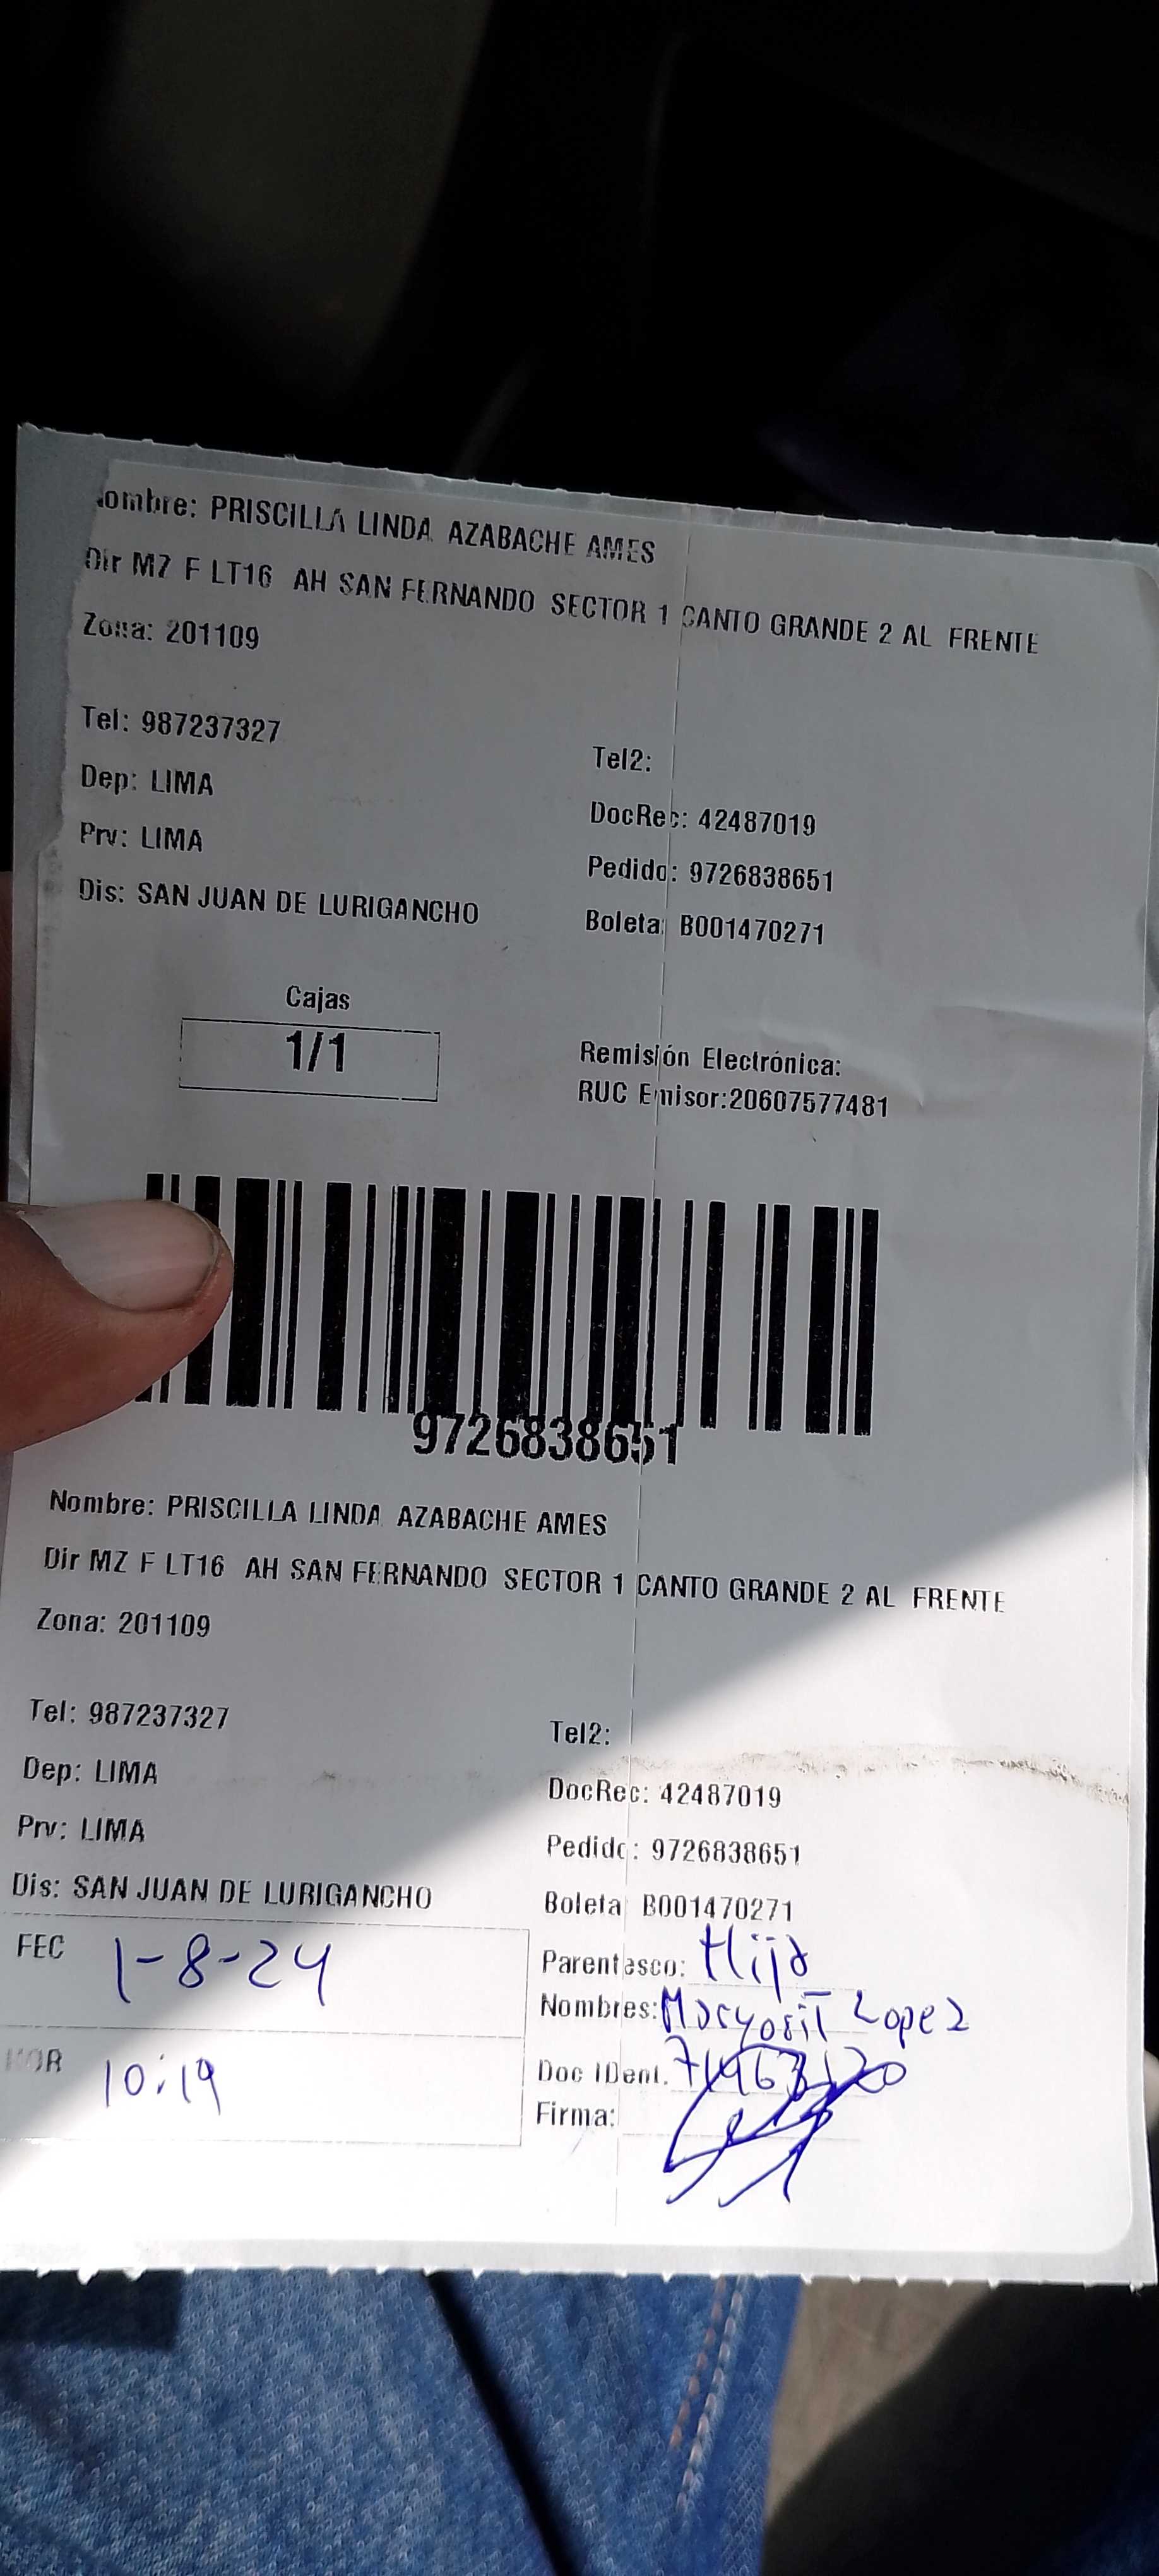 Nombre: PRISCILLA LINDA AZABACHE AMES
Dir MZ F LT16 AH SAN FERNANDO SECTOR 1 CANTO GRANDE 2 AL FRENTE
Zona: 201109
Tel: 987237327
Tel2:
Dep: LIMA
DocRec: 42487019
Prv: LIMA
Pedido: 9726838651
Dis: SAN JUAN DE LURIGANCHO
Boleta: B001470271
Cajas
1/1
Remisión Electrónica:
RUC Emisor:20607577481
9726838651
Nombre: PRISCILLA LINDA AZABACHE AMES
Dir MZ F LT16 AH SAN FERNANDO SECTOR 1 CANTO GRANDE 2 AL FRENTE
Zona: 201109
Tel: 987237327
Tel2:
Dep: LIMA
DocRec: 42487019
Prv: LIMA
Pedido: 9726838651
Dis: SAN JUAN DE LURIGANCHO
Boleta: B001470271
FEC 1-8-24
Parentesco: Hija
Nombres: Lopez
HOR 10:19
Doc IDent.
Firma: